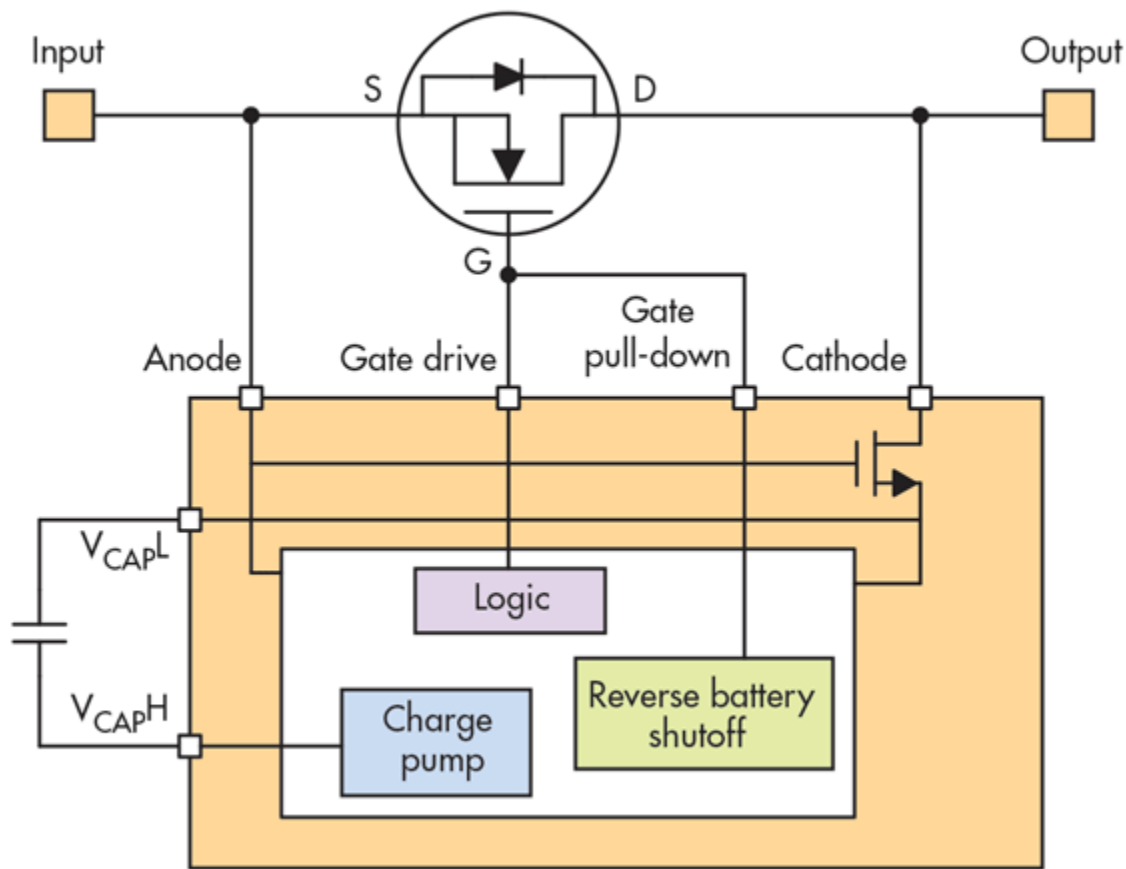 Input
Output
S
D
G
Gate
pull-down
Anode
Gate drive
Cathode
VCAPL
Logic
Reverse battery
shutoff
VCAPH
Charge
pump